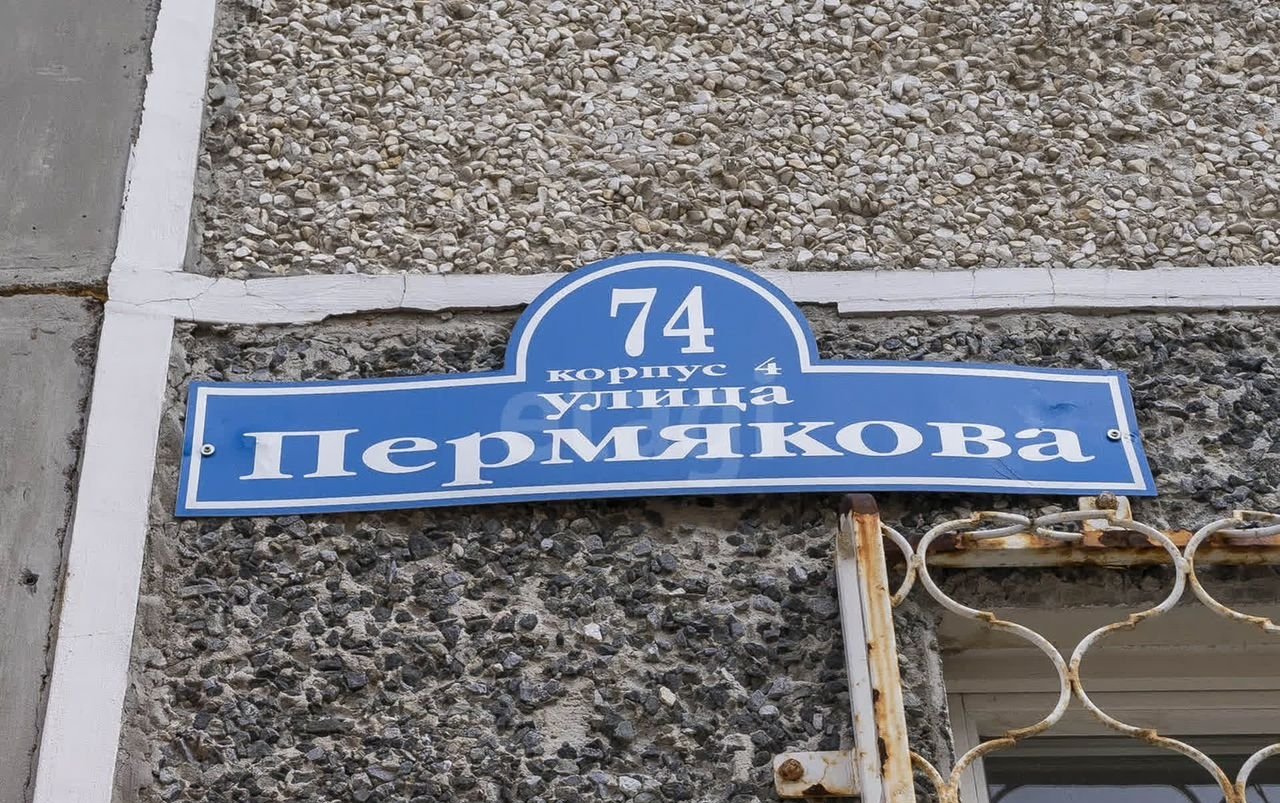 74
корпус 4
улица
Пермякова